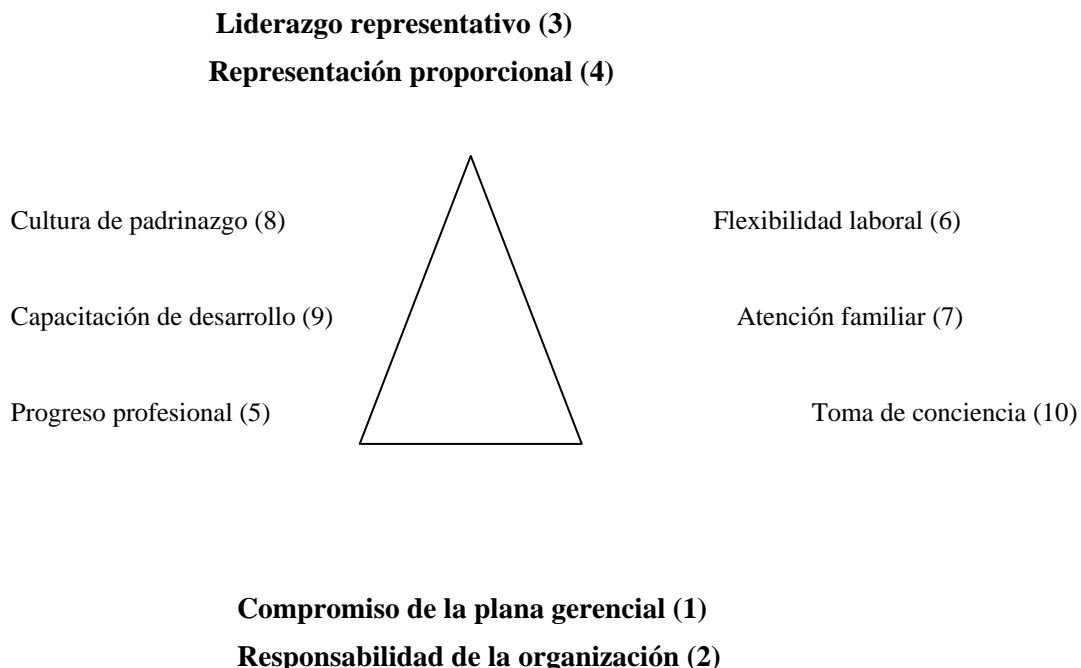 Liderazgo representativo (3)
Representación proporcional (4)
Cultura de padrinazgo (8)
Flexibilidad laboral (6)
Capacitación de desarrollo (9)
Atención familiar (7)
Progreso profesional (5)
Toma de conciencia (10)
Compromiso de la plana gerencial (1)
Responsabilidad de la organización (2)